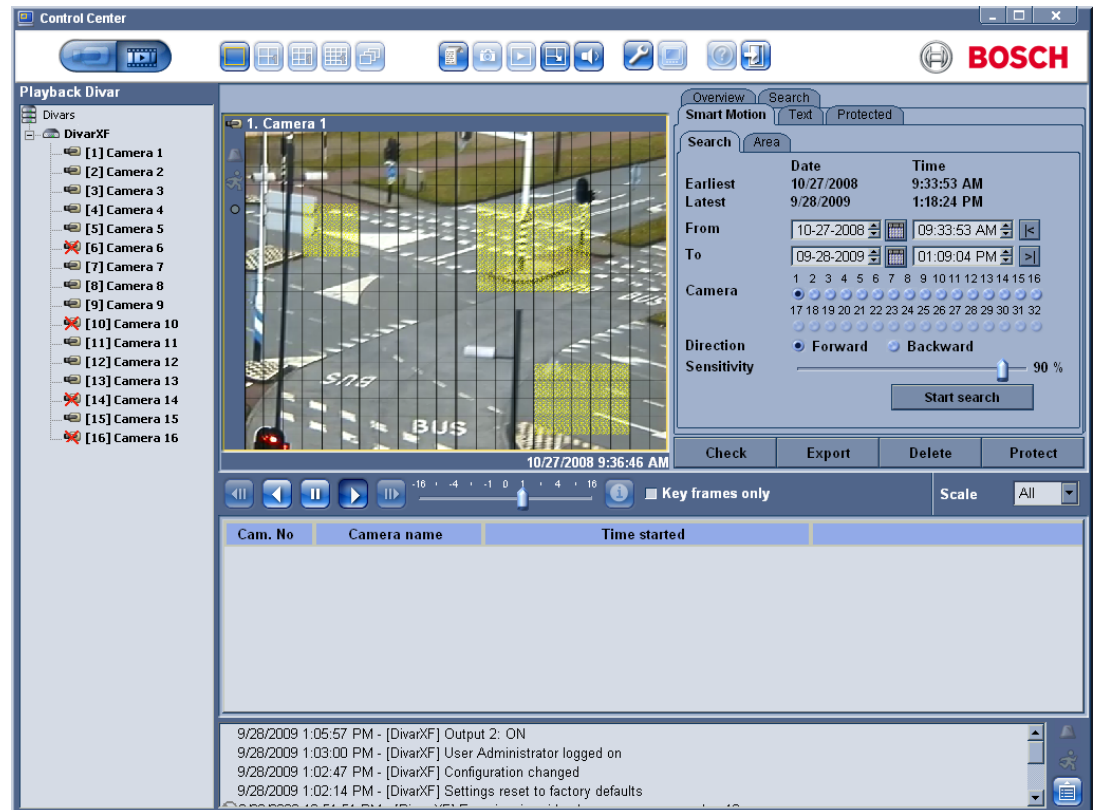 Control Center
BOSCH
Playback Divar
Divars
DivarXF
[1] Camera 1
[2] Camera 2
[3] Camera 3
[4] Camera 4
[5] Camera 5
[6] Camera 6
[7] Camera 7
[8] Camera 8
[9] Camera 9
[10] Camera 10
[11] Camera 11
[12] Camera 12
[13] Camera 13
[14] Camera 14
[15] Camera 15
[16] Camera 16
1. Camera 1
BUS
BUS
10/27/2008 9:36:46 AM
Overview Search
Smart Motion Text Protected
Search Area
Date Time
Earliest 10/27/2008 9:33:53 AM
Latest 9/28/2009 1:18:24 PM
From 10-27-2008 09:33:53 AM |<
To 09-28-2009 01:09:04 PM >|
1 2 3 4 5 6 7 8 9 10 11 12 13 14 15 16
Camera
17 18 19 20 21 22 23 24 25 26 27 28 29 30 31 32
Direction Forward Backward
Sensitivity 90 %
Start search
Check Export Delete Protect
-16 -4 -1 0 1 4 16 Key frames only Scale All
Cam. No Camera name Time started
9/28/2009 1:05:57 PM - [DivarXF] Output 2: ON
9/28/2009 1:03:00 PM - [DivarXF] User Administrator logged on
9/28/2009 1:02:47 PM - [DivarXF] Configuration changed
9/28/2009 1:02:14 PM - [DivarXF] Settings reset to factory defaults